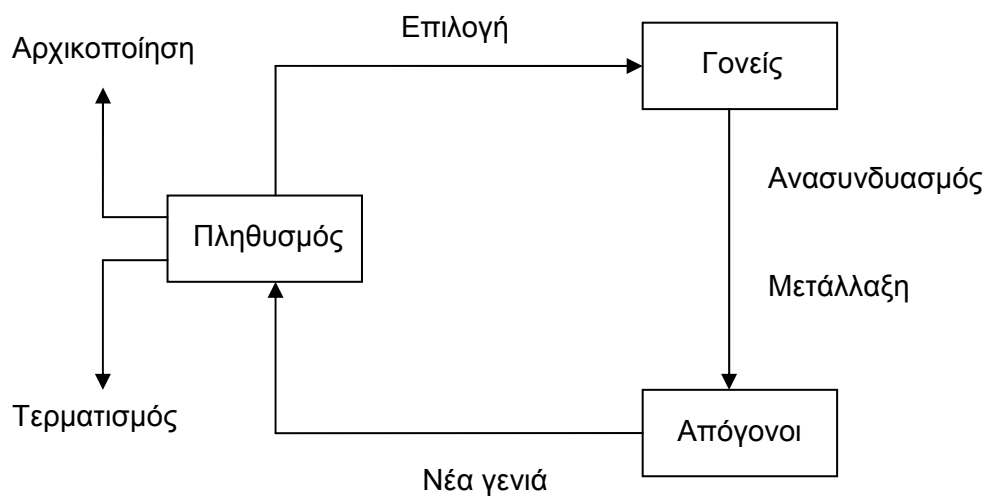 Επιλογή
Αρχικοποίηση
Γονείς
Ανασυνδυασμός
Πληθυσμός
Μετάλλαξη
Τερματισμός
Απόγονοι
Νέα γενιά